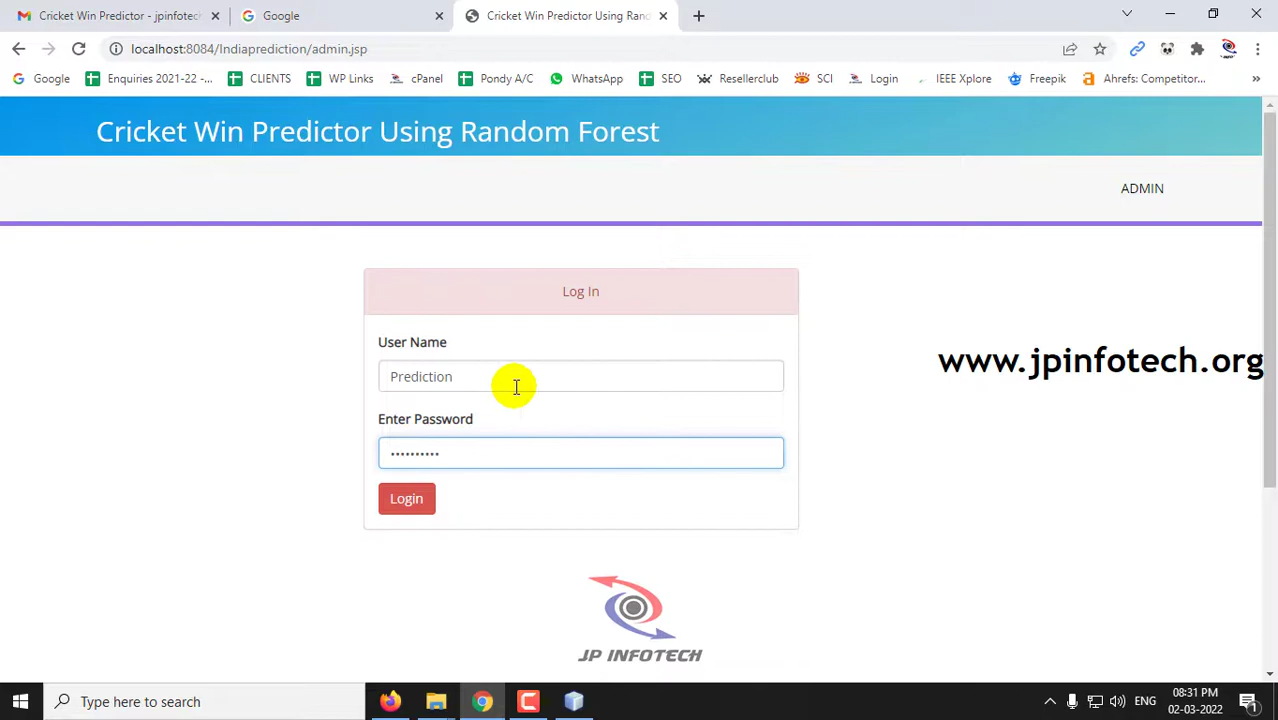 Cricket Win Predictor - jpinfotech
Google
Cricket Win Predictor Using Rand
localhost:8084/Indiaprediction/admin.jsp
Google
Enquiries 2021-22 -...
CLIENTS
WP Links
cPanel
Pondy A/C
WhatsApp
SEO
Resellerclub
SCI
Login
IEEE Xplore
Freepik
Ahrefs: Competitor...
»
Cricket Win Predictor Using Random Forest
ADMIN
Log In
User Name
Prediction
www.jpinfotech.org
Enter Password
••••••••••
Login
JP INFOTECH
Type here to search
ENG
08:31 PM
02-03-2022
1